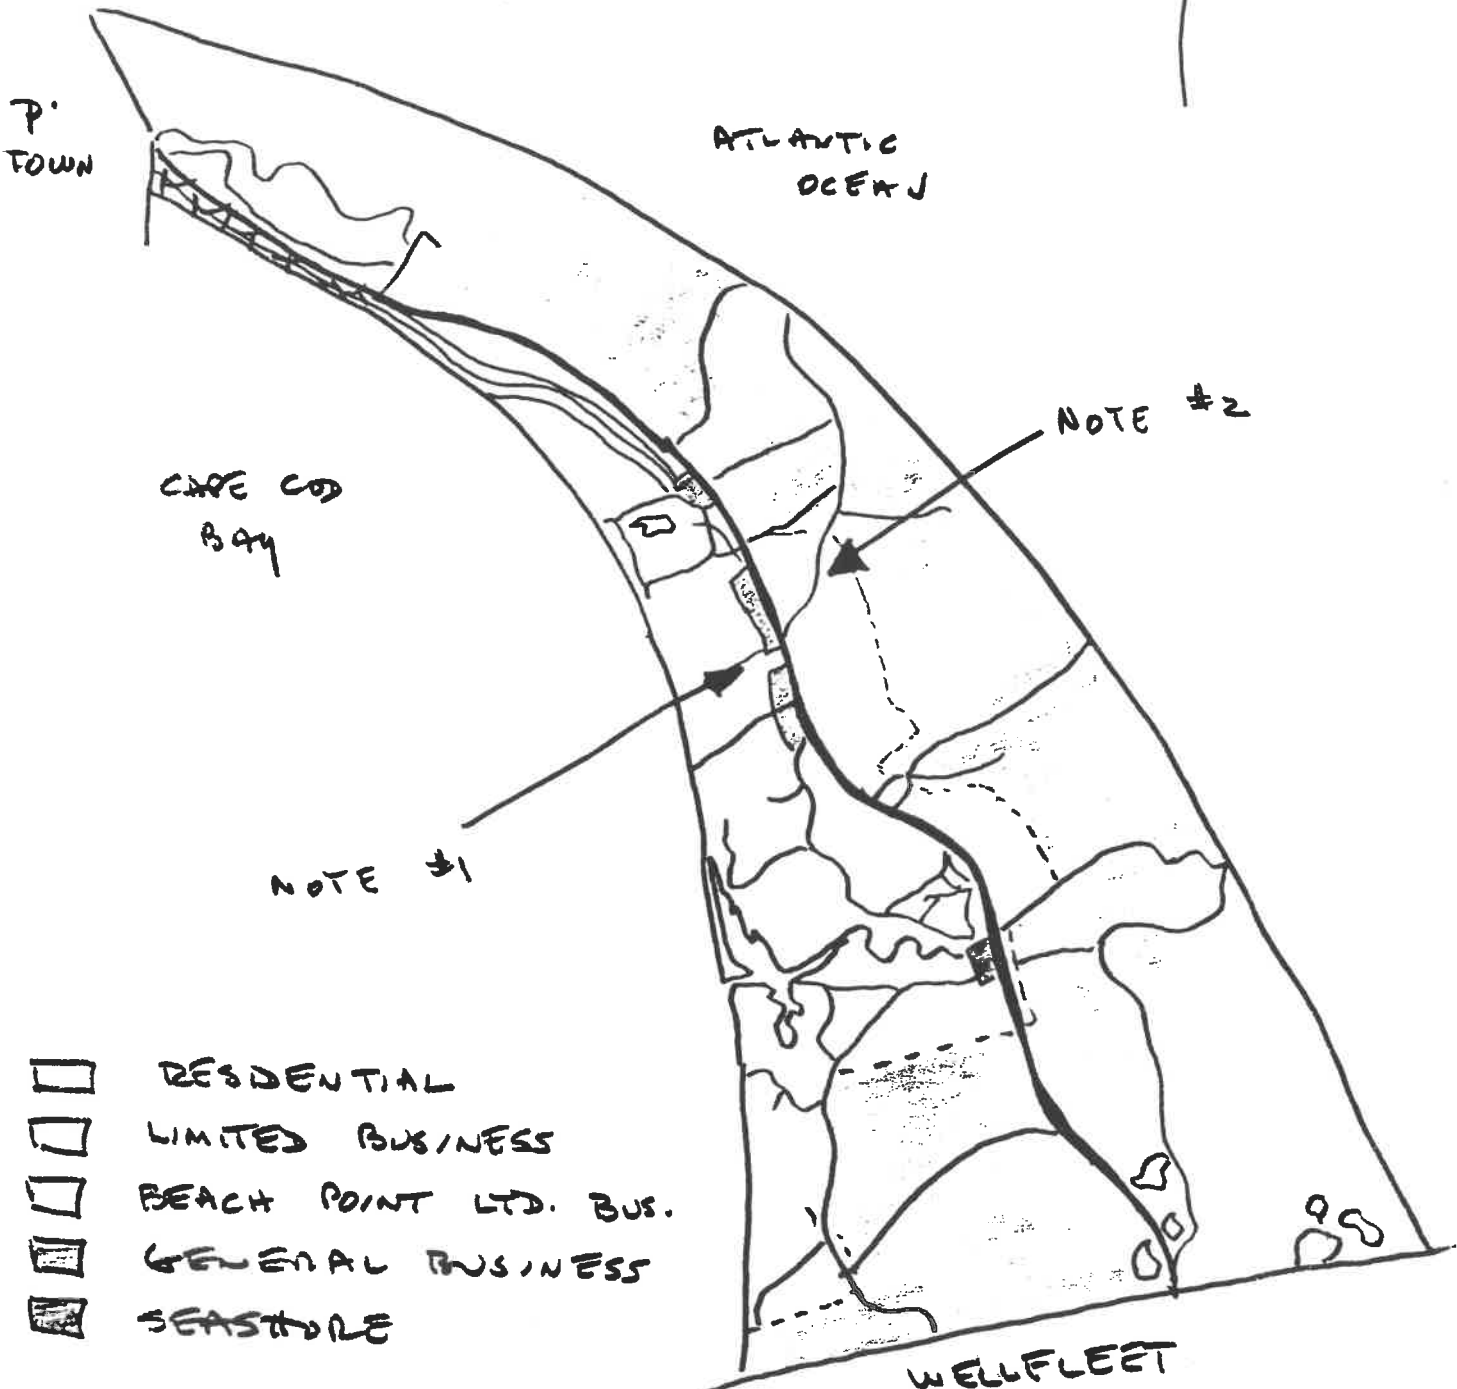 P'
TOWN
ATLANTIC
OCEAN
NOTE #2
CAPE COD
BAY
NOTE #1
RESIDENTIAL
LIMITED BUSINESS
BEACH POINT LTD. BUS.
GENERAL BUSINESS
SEASHORE
WELLFLEET